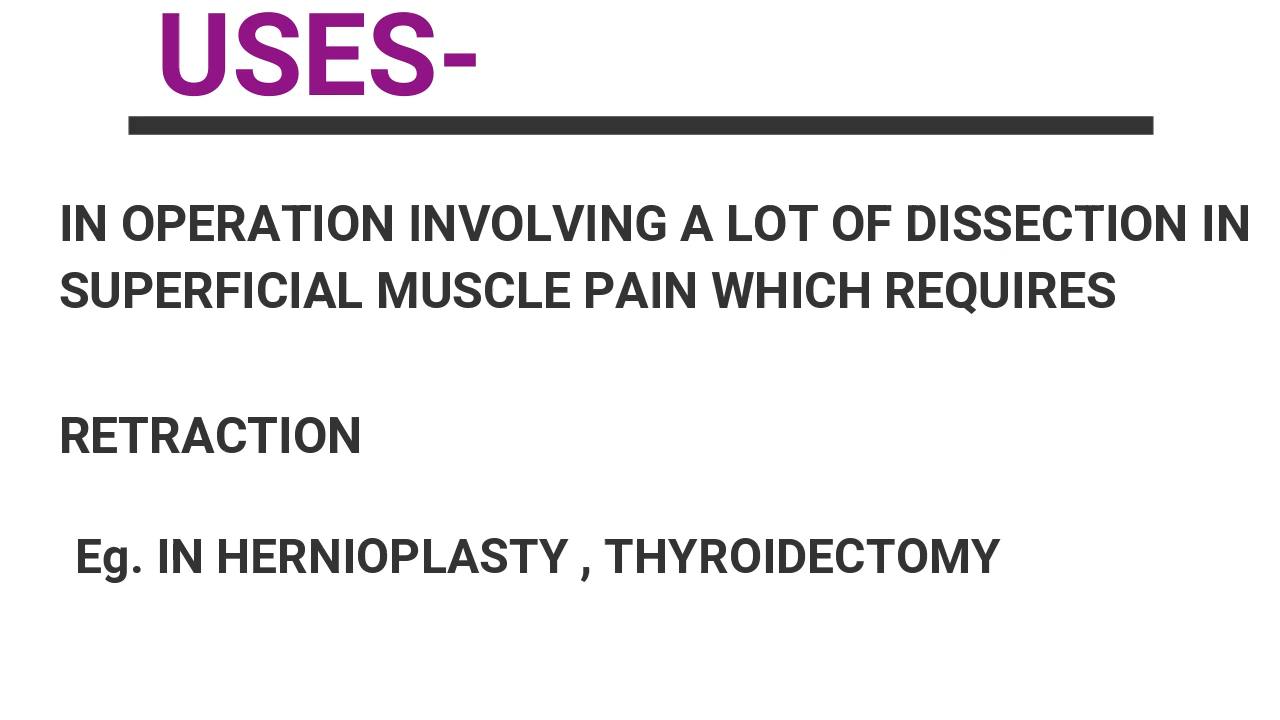 USES-
IN OPERATION INVOLVING A LOT OF DISSECTION IN
SUPERFICIAL MUSCLE PAIN WHICH REQUIRES
RETRACTION
Eg. IN HERNIOPLASTY , THYROIDECTOMY